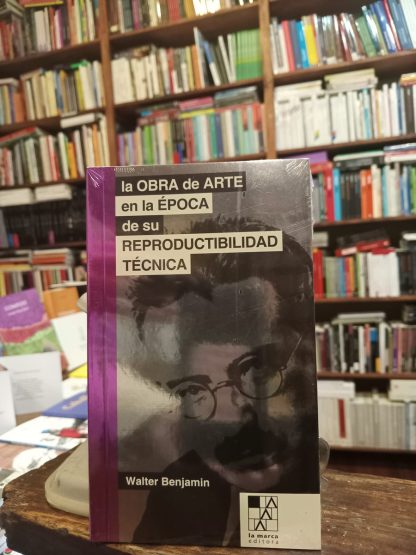 la OBRA de ARTE
en la ÉPOCA
de su
REPRODUCTIBILIDAD
TÉCNICA
Walter Benjamin
la marca
editora